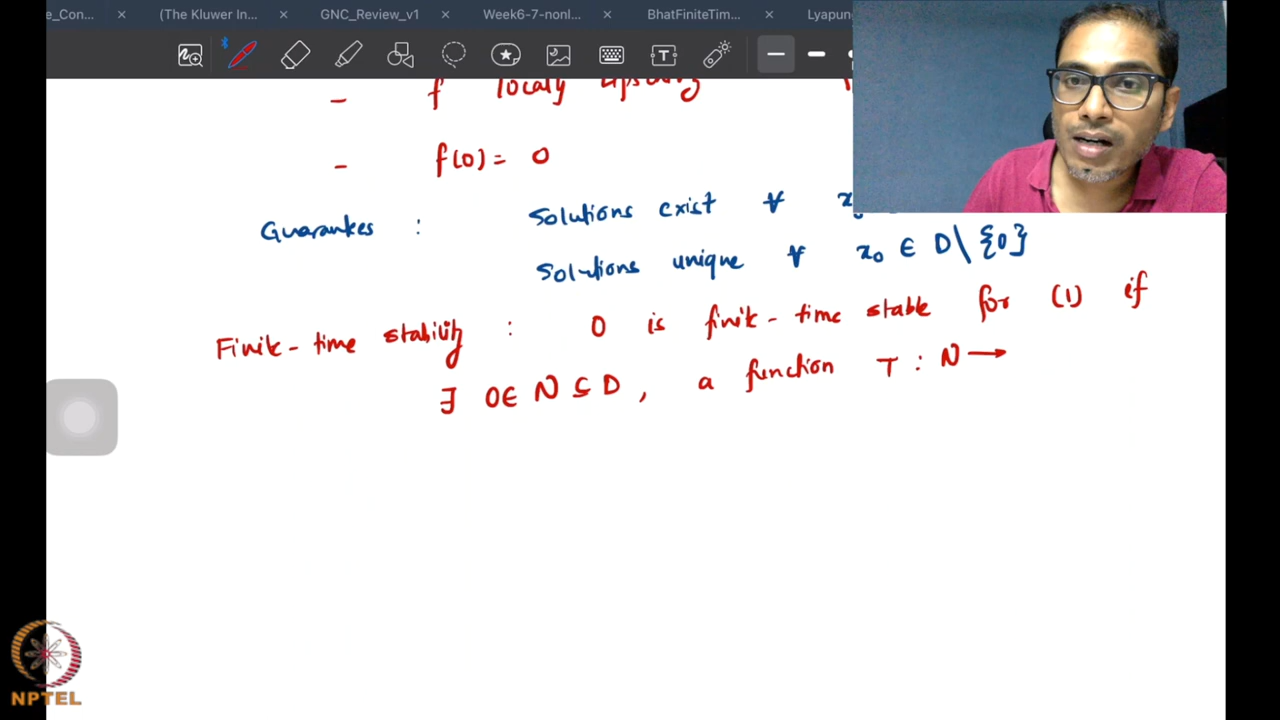 e_Con... × (The Kluwer In... × GNC_Review_v1 × Week6-7-nonl... × BhatFiniteTim... × Lyapun
- f locally
- f(0) = 0
Guarantees : Solutions exist ∀
Solutions unique ∀ x₀ ∈ D\{0}
Finite-time stability : 0 is finite-time stable for (1) if
∃ 0 ∈ N ⊆ D, a function T : N →
NPTEL